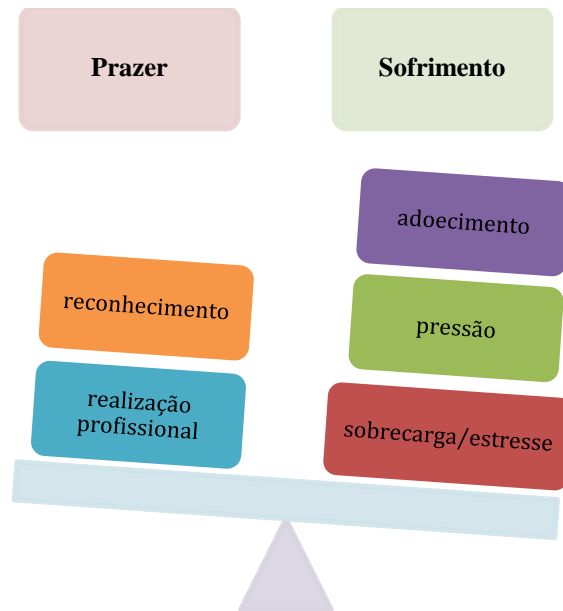 Prazer
Sofrimento
adoecimento
reconhecimento
pressão
realização
profissional
sobrecarga/estresse